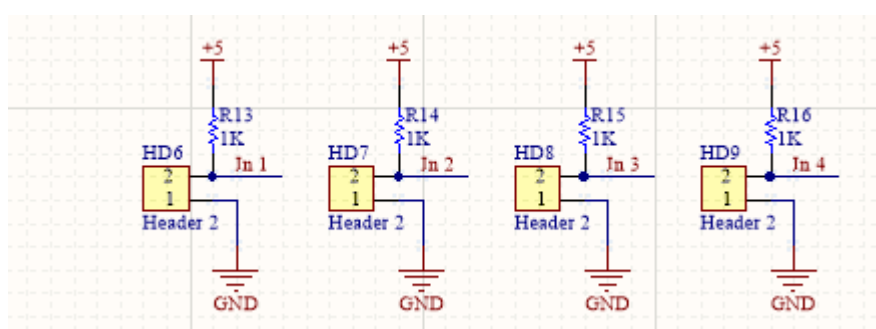 +5 +5 +5 +5
R13 R14 R15 R16
1K 1K 1K 1K
HD6 HD7 HD8 HD9
Jn 1 Jn 2 Jn 3 Jn 4
2 2 2 2
1 1 1 1
Header 2 Header 2 Header 2 Header 2
GND GND GND GND